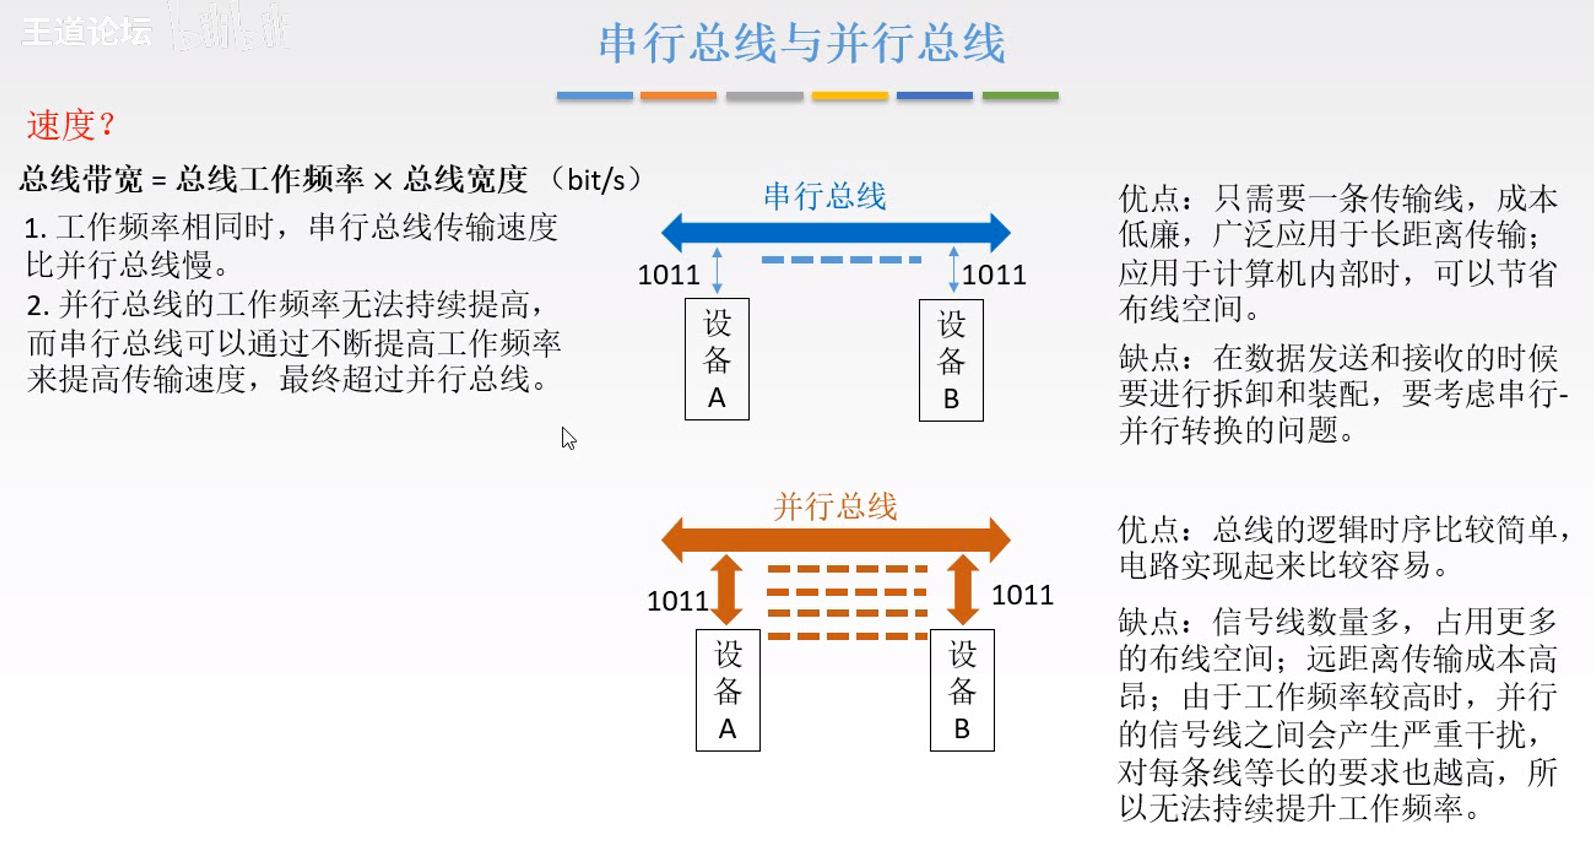 王道论坛
bilibili
串行总线与并行总线
速度？
总线带宽 = 总线工作频率 × 总线宽度 （bit/s）
1. 工作频率相同时，串行总线传输速度
比并行总线慢。
2. 并行总线的工作频率无法持续提高，
而串行总线可以通过不断提高工作频率
来提高传输速度，最终超过并行总线。
串行总线
1011
1011
设
备
A
设
备
B
优点：只需要一条传输线，成本
低廉，广泛应用于长距离传输；
应用于计算机内部时，可以节省
布线空间。
缺点：在数据发送和接收的时候
要进行拆卸和装配，要考虑串行-
并行转换的问题。
并行总线
1011
1011
设
备
A
设
备
B
优点：总线的逻辑时序比较简单，
电路实现起来比较容易。
缺点：信号线数量多，占用更多
的布线空间；远距离传输成本高
昂；由于工作频率较高时，并行
的信号线之间会产生严重干扰，
对每条线等长的要求也越高，所
以无法持续提升工作频率。